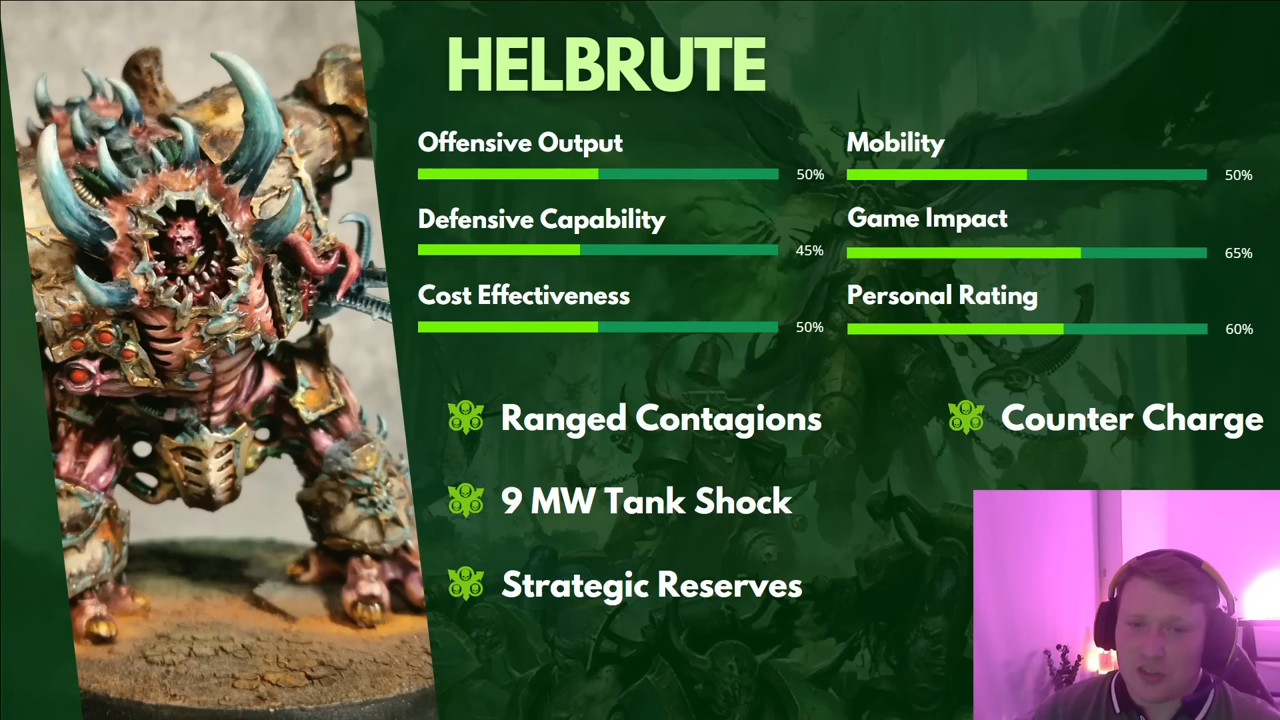 HELBRUTE
Offensive Output
50%
Defensive Capability
45%
Cost Effectiveness
50%
Mobility
50%
Game Impact
65%
Personal Rating
60%
Ranged Contagions
9 MW Tank Shock
Strategic Reserves
Counter Charge